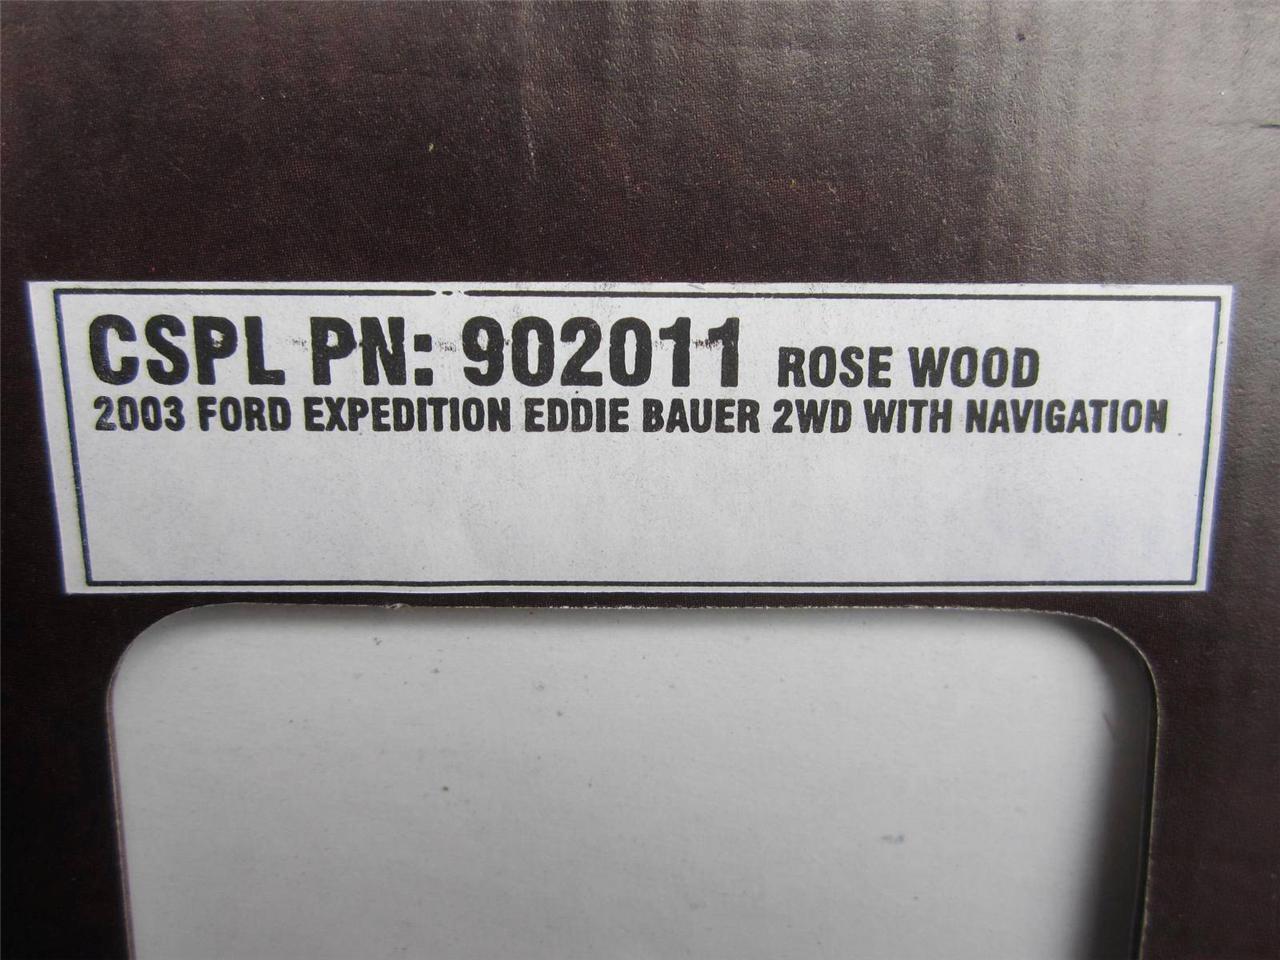 CSPL PN: 902011 ROSE WOOD
2003 FORD EXPEDITION EDDIE BAUER 2WD WITH NAVIGATION